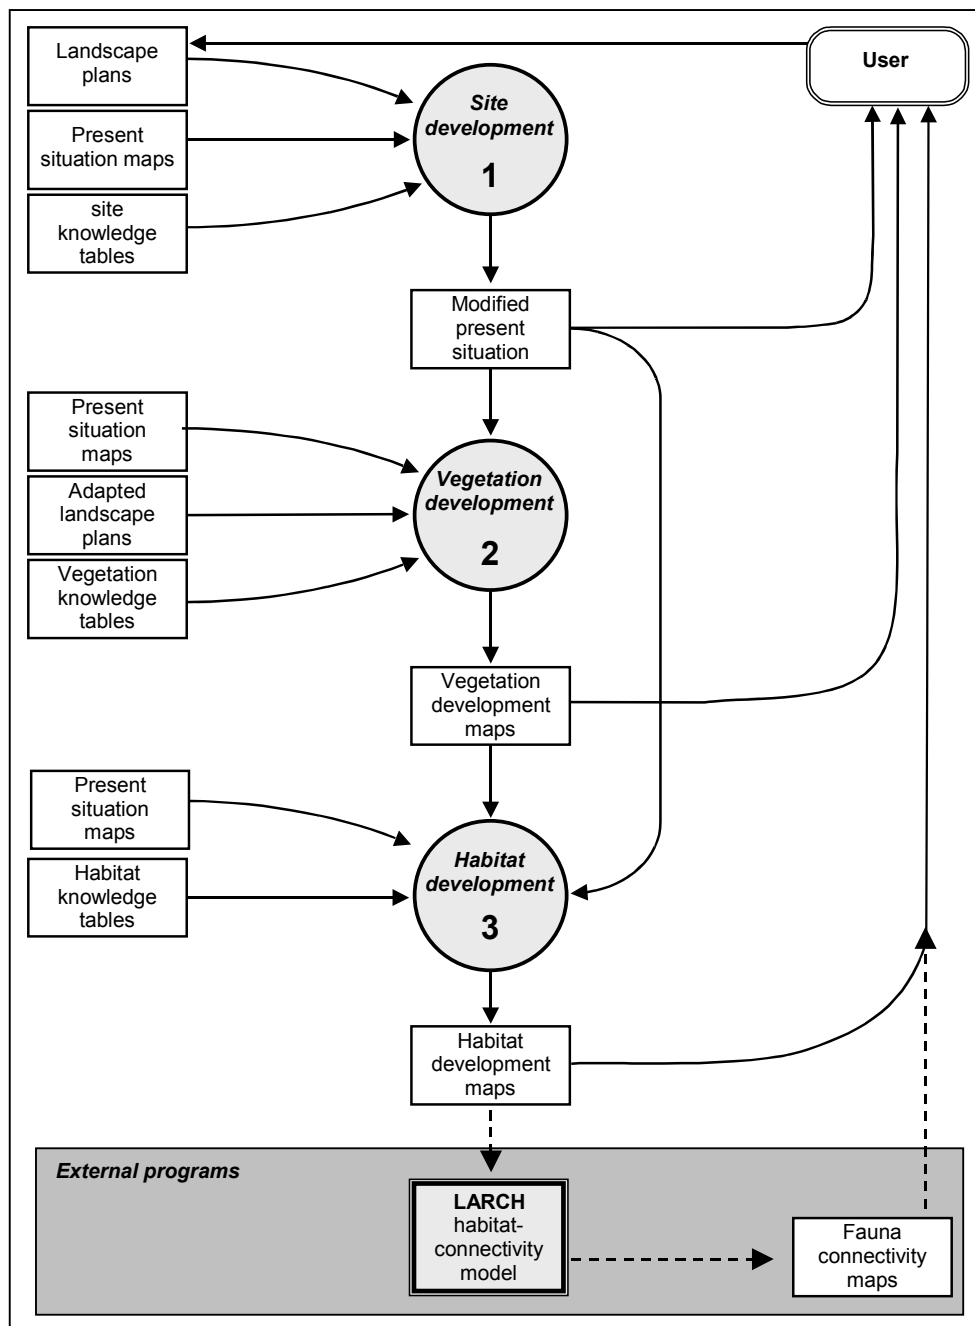 Landscape
plans
User
Site
development
1
Present
situation maps
site
knowledge
tables
Modified
present
situation
Present
situation
maps
Adapted
landscape
plans
Vegetation
knowledge
tables
Vegetation
development
2
Vegetation
development
maps
Present
situation
maps
Habitat
knowledge
tables
Habitat
development
3
Habitat
development
maps
External programs
LARCH
habitat-
connectivity
model
Fauna
connectivity
maps